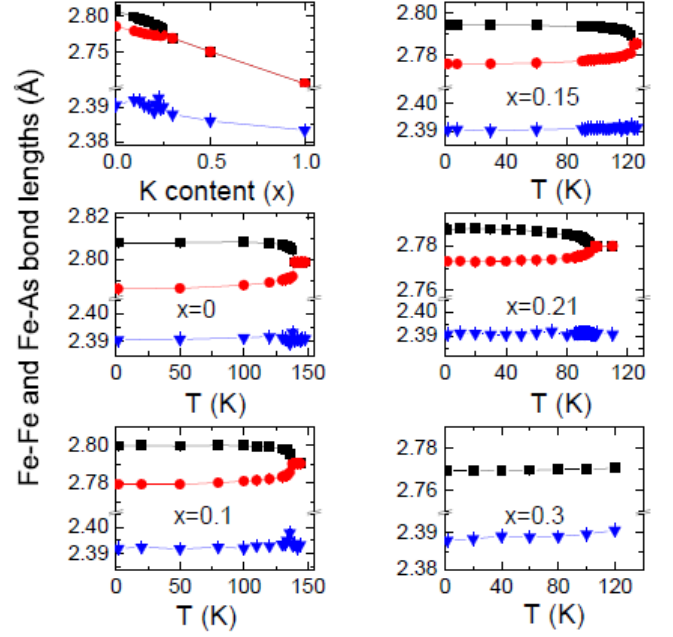 Fe-Fe and Fe-As bond lengths (Å)
2.80
2.75
2.39
2.38
0.0 0.5 1.0
K content (x)
2.80
2.78
2.40
2.39
x=0.15
0 40 80 120
T (K)
2.82
2.80
2.40
2.39
x=0
0 50 100 150
T (K)
2.78
2.76
2.40
2.39
x=0.21
0 40 80 120
T (K)
2.80
2.78
2.40
2.39
x=0.1
0 50 100 150
T (K)
2.78
2.76
2.39
2.38
x=0.3
0 40 80 120
T (K)